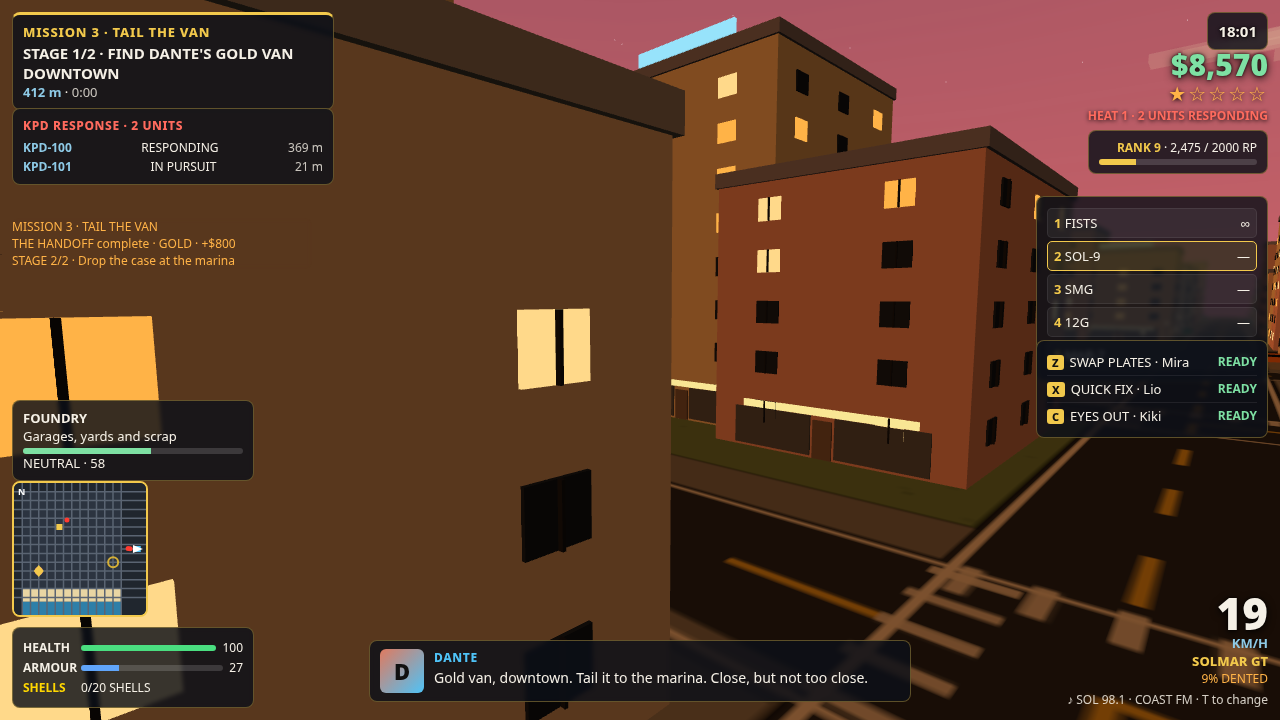 MISSION 3 · TAIL THE VAN
STAGE 1/2 · FIND DANTE'S GOLD VAN
DOWNTOWN
412 m · 0:00
KPD RESPONSE · 2 UNITS
KPD-100 RESPONDING 369 m
KPD-101 IN PURSUIT 21 m
MISSION 3 · TAIL THE VAN
THE HANDOFF complete · GOLD · +$800
STAGE 2/2 · Drop the case at the marina
18:01
$8,570
★☆☆☆☆☆
HEAT 1 · 2 UNITS RESPONDING
RANK 9 · 2,475 / 2000 RP
1 FISTS ∞
2 SOL-9 —
3 SMG —
4 12G —
Z SWAP PLATES · Mira READY
X QUICK FIX · Lio READY
C EYES OUT · Kiki READY
FOUNDRY
Garages, yards and scrap
NEUTRAL · 58
N
HEALTH 100
ARMOUR 27
SHELLS 0/20 SHELLS
D
DANTE
Gold van, downtown. Tail it to the marina. Close, but not too close.
19
KM/H
SOLMAR GT
9% DENTED
♪ SOL 98.1 · COAST FM · T to change